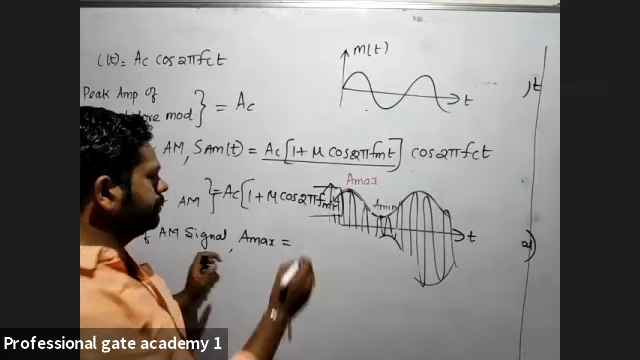 c(t) = Ac cos2πfct
m(t)
Peak Amp of
mod } = Ac
t
AM, SAM(t) = Ac[1+μ cos2πfmt] cos2πfct
Amax
AM } = Ac[1+μ cos2πfmt]
Amin
AM Signal, Amax =
t
Professional gate academy 1